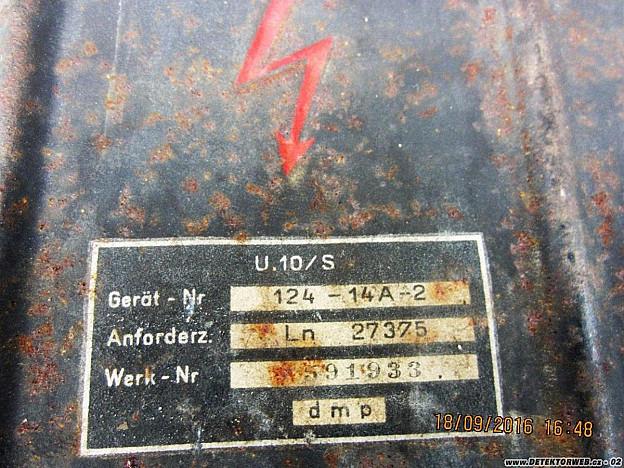 U.10/S
Gerät - Nr 124 - 14A - 2
Anforderz. Ln 27375
Werk - Nr 591933 .
dmp
18/09/2016 16:48
www.DETEKTORWEB.cz - 02